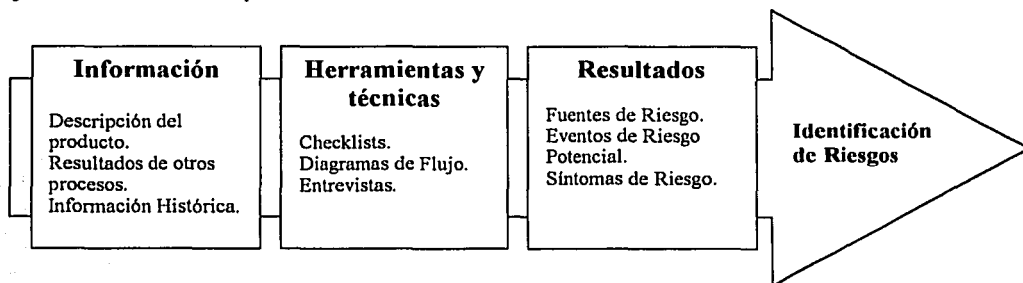 Información
Descripción del
producto.
Resultados de otros
procesos.
Información Histórica.
Herramientas y
técnicas
Checklists.
Diagramas de Flujo.
Entrevistas.
Resultados
Fuentes de Riesgo.
Eventos de Riesgo
Potencial.
Síntomas de Riesgo.
Identificación
de Riesgos